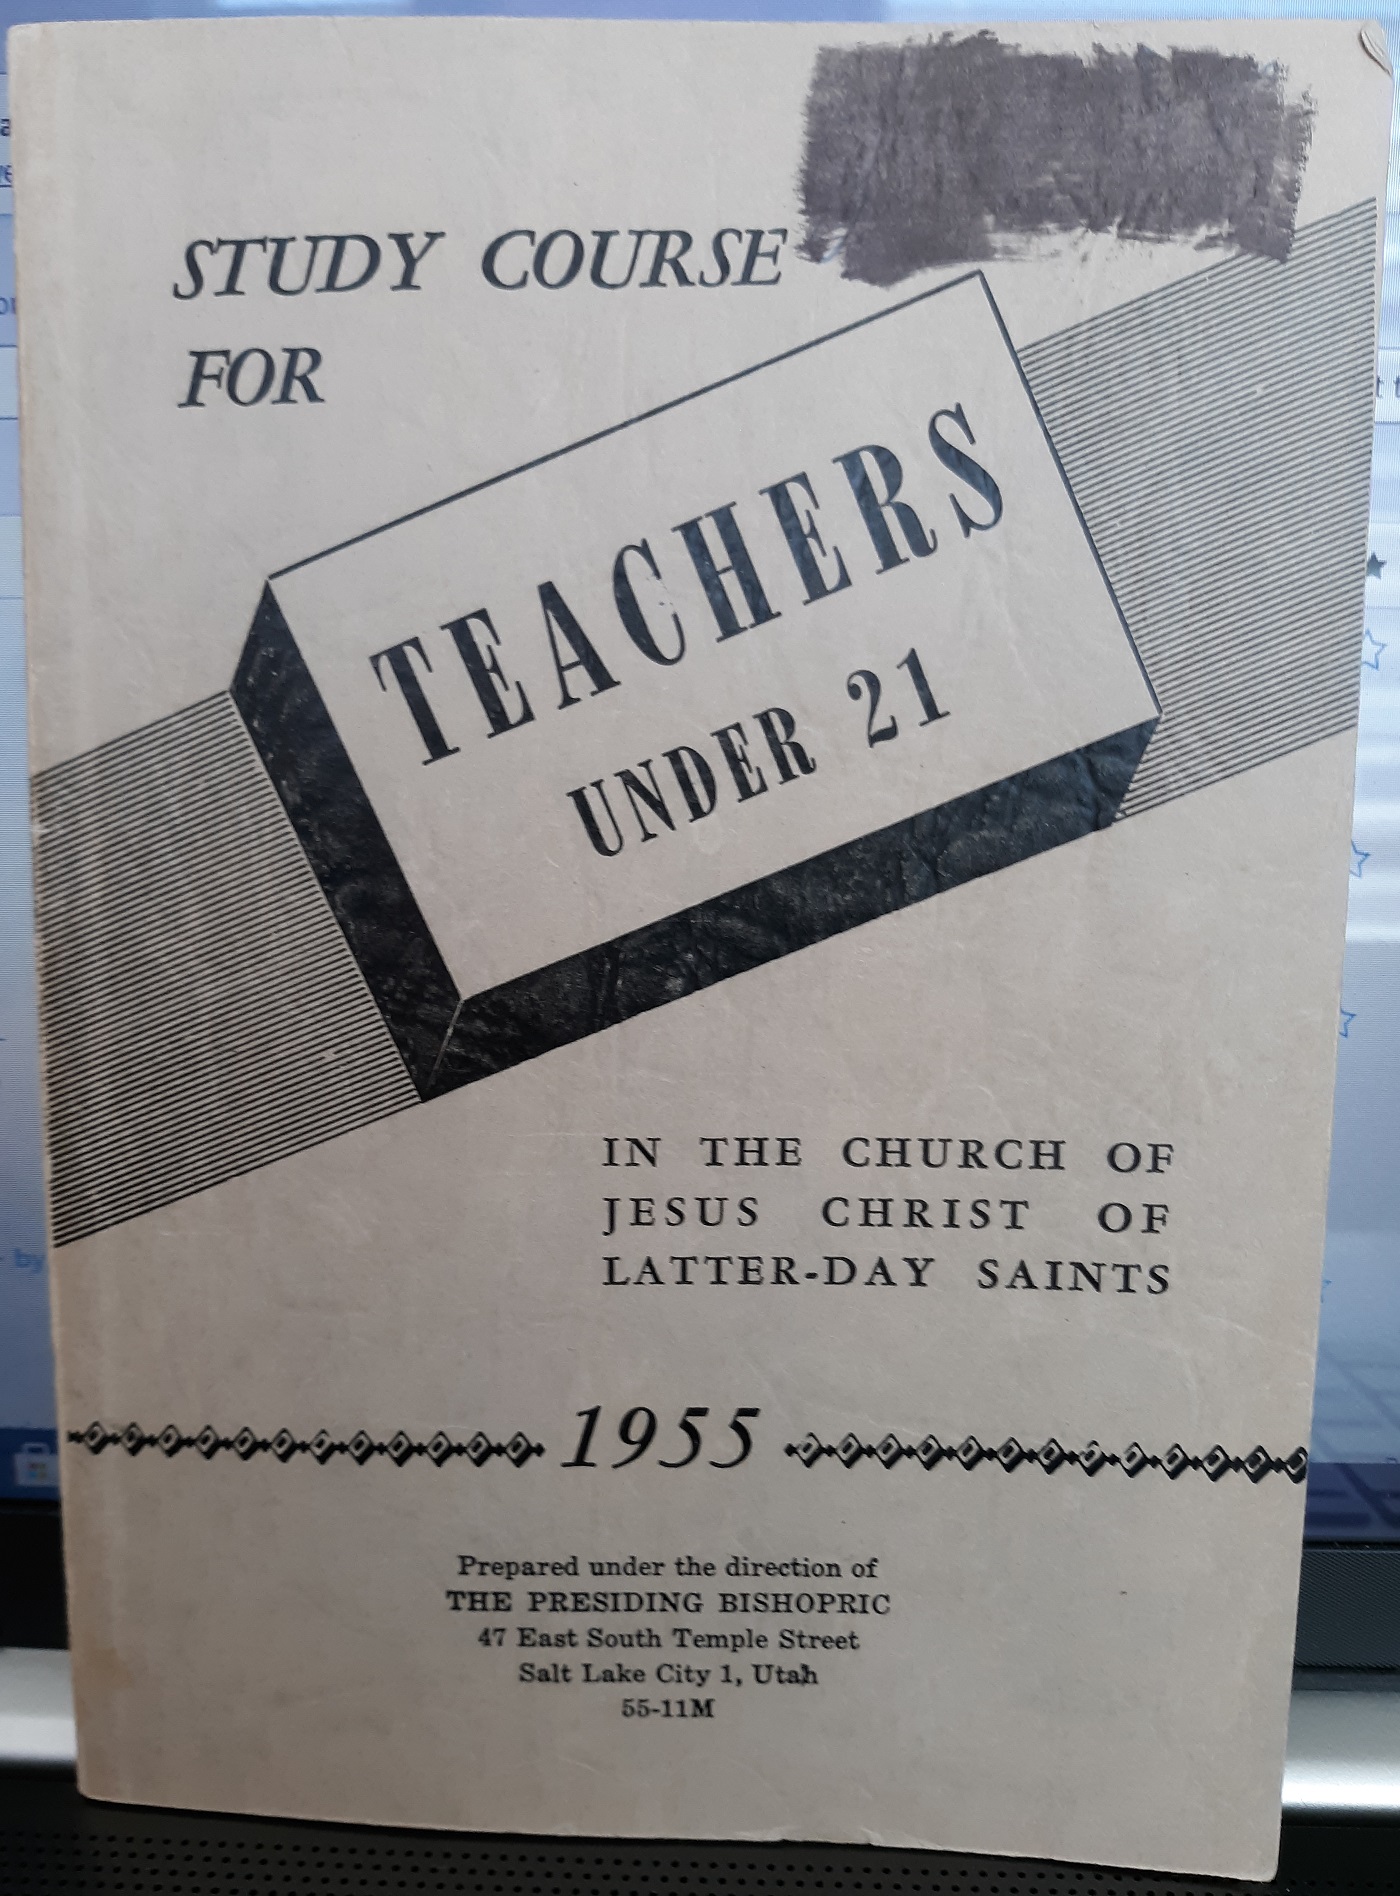 STUDY COURSE
FOR
TEACHERS
UNDER 21
IN THE CHURCH OF
JESUS CHRIST OF
LATTER-DAY SAINTS
1955
Prepared under the direction of
THE PRESIDING BISHOPRIC
47 East South Temple Street
Salt Lake City 1, Utah
55-11M
by